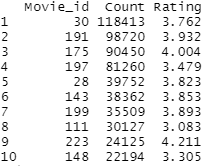 Movie_id Count Rating
1 30 118413 3.762
2 191 98720 3.932
3 175 90450 4.004
4 197 81260 3.479
5 28 39752 3.823
6 143 38362 3.853
7 199 35509 3.893
8 111 30127 3.083
9 223 24125 4.211
10 148 22194 3.305